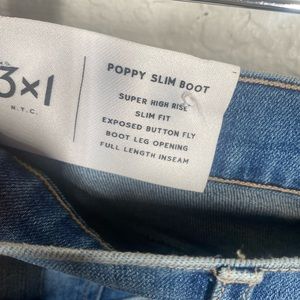 3x1
N.Y.C.
POPPY SLIM BOOT
SUPER HIGH RISE
SLIM FIT
EXPOSED BUTTON FLY
BOOT LEG OPENING
FULL LENGTH INSEAM